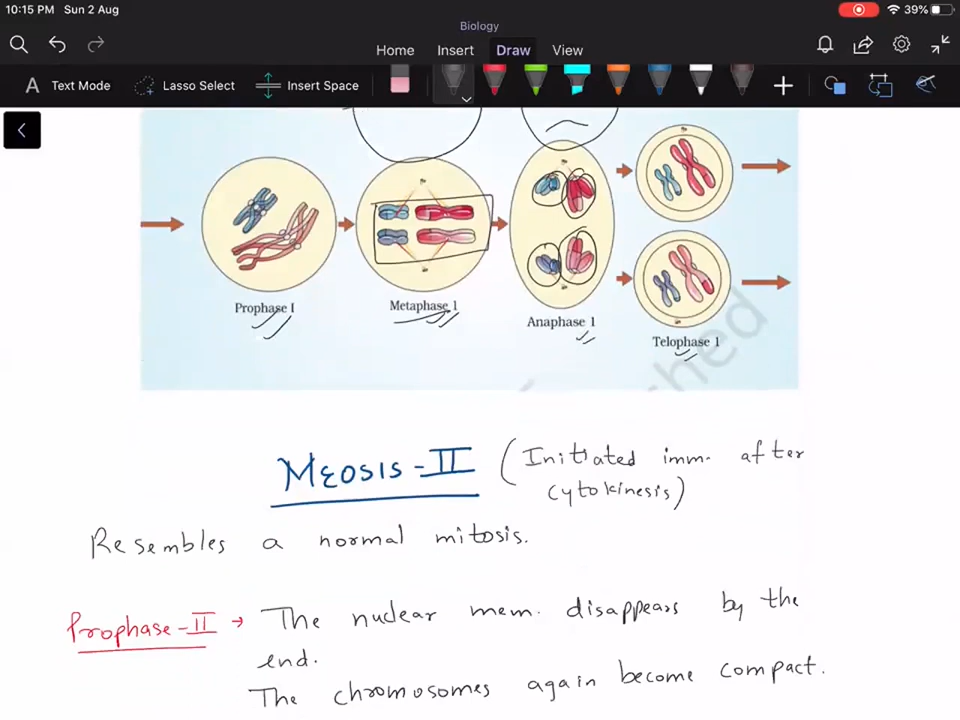 10:15 PM Sun 2 Aug
39%
Biology
Home Insert Draw View
Text Mode Lasso Select Insert Space
Prophase I
Metaphase 1
Anaphase 1
Telophase 1
shed
MEOSIS-II (Initiated imm. after
cytokinesis)
Resembles a normal mitosis.
Prophase-II → The nuclear mem. disappears by the
end.
The chromosomes again become compact.